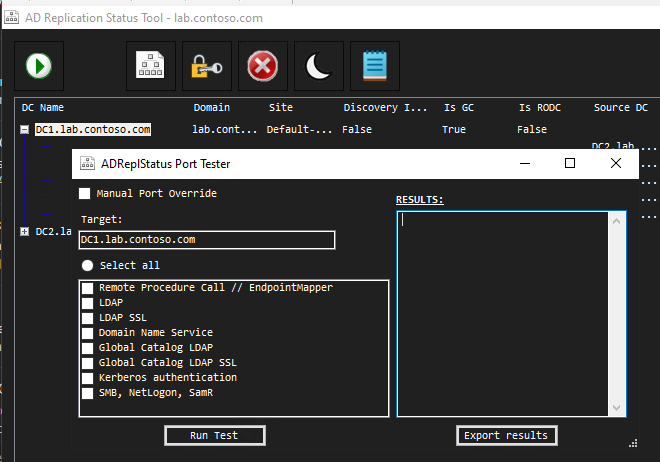 AD Replication Status Tool - lab.contoso.com
DC Name Domain Site Discovery I... Is GC Is RODC Source DC
DC1.lab.contoso.com lab.cont... Default-... False True False
DC2.lab....
ADReplStatus Port Tester
Manual Port Override
RESULTS:
Target:
DC1.lab.contoso.com
DC2.la
Select all
Remote Procedure Call // EndpointMapper
LDAP
LDAP SSL
Domain Name Service
Global Catalog LDAP
Global Catalog LDAP SSL
Kerberos authentication
SMB, NetLogon, SamR
Run Test
Export results